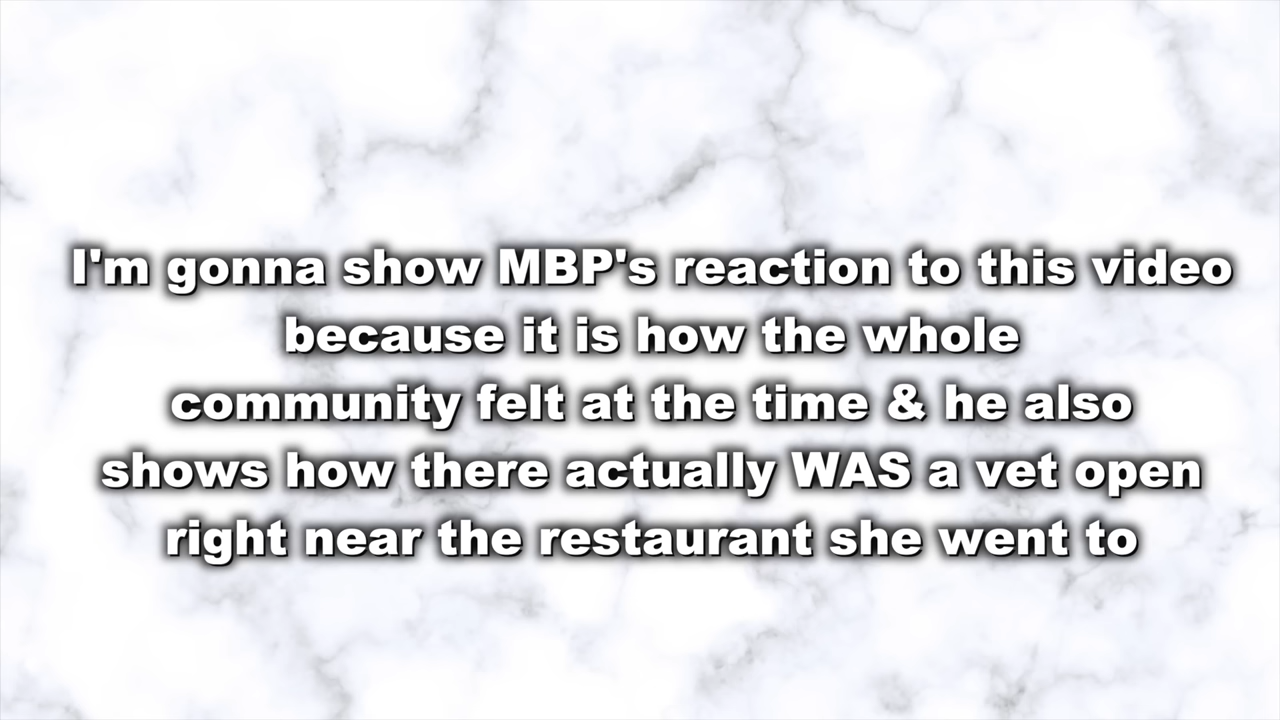 I'm gonna show MBP's reaction to this video
because it is how the whole
community felt at the time & he also
shows how there actually WAS a vet open
right near the restaurant she went to